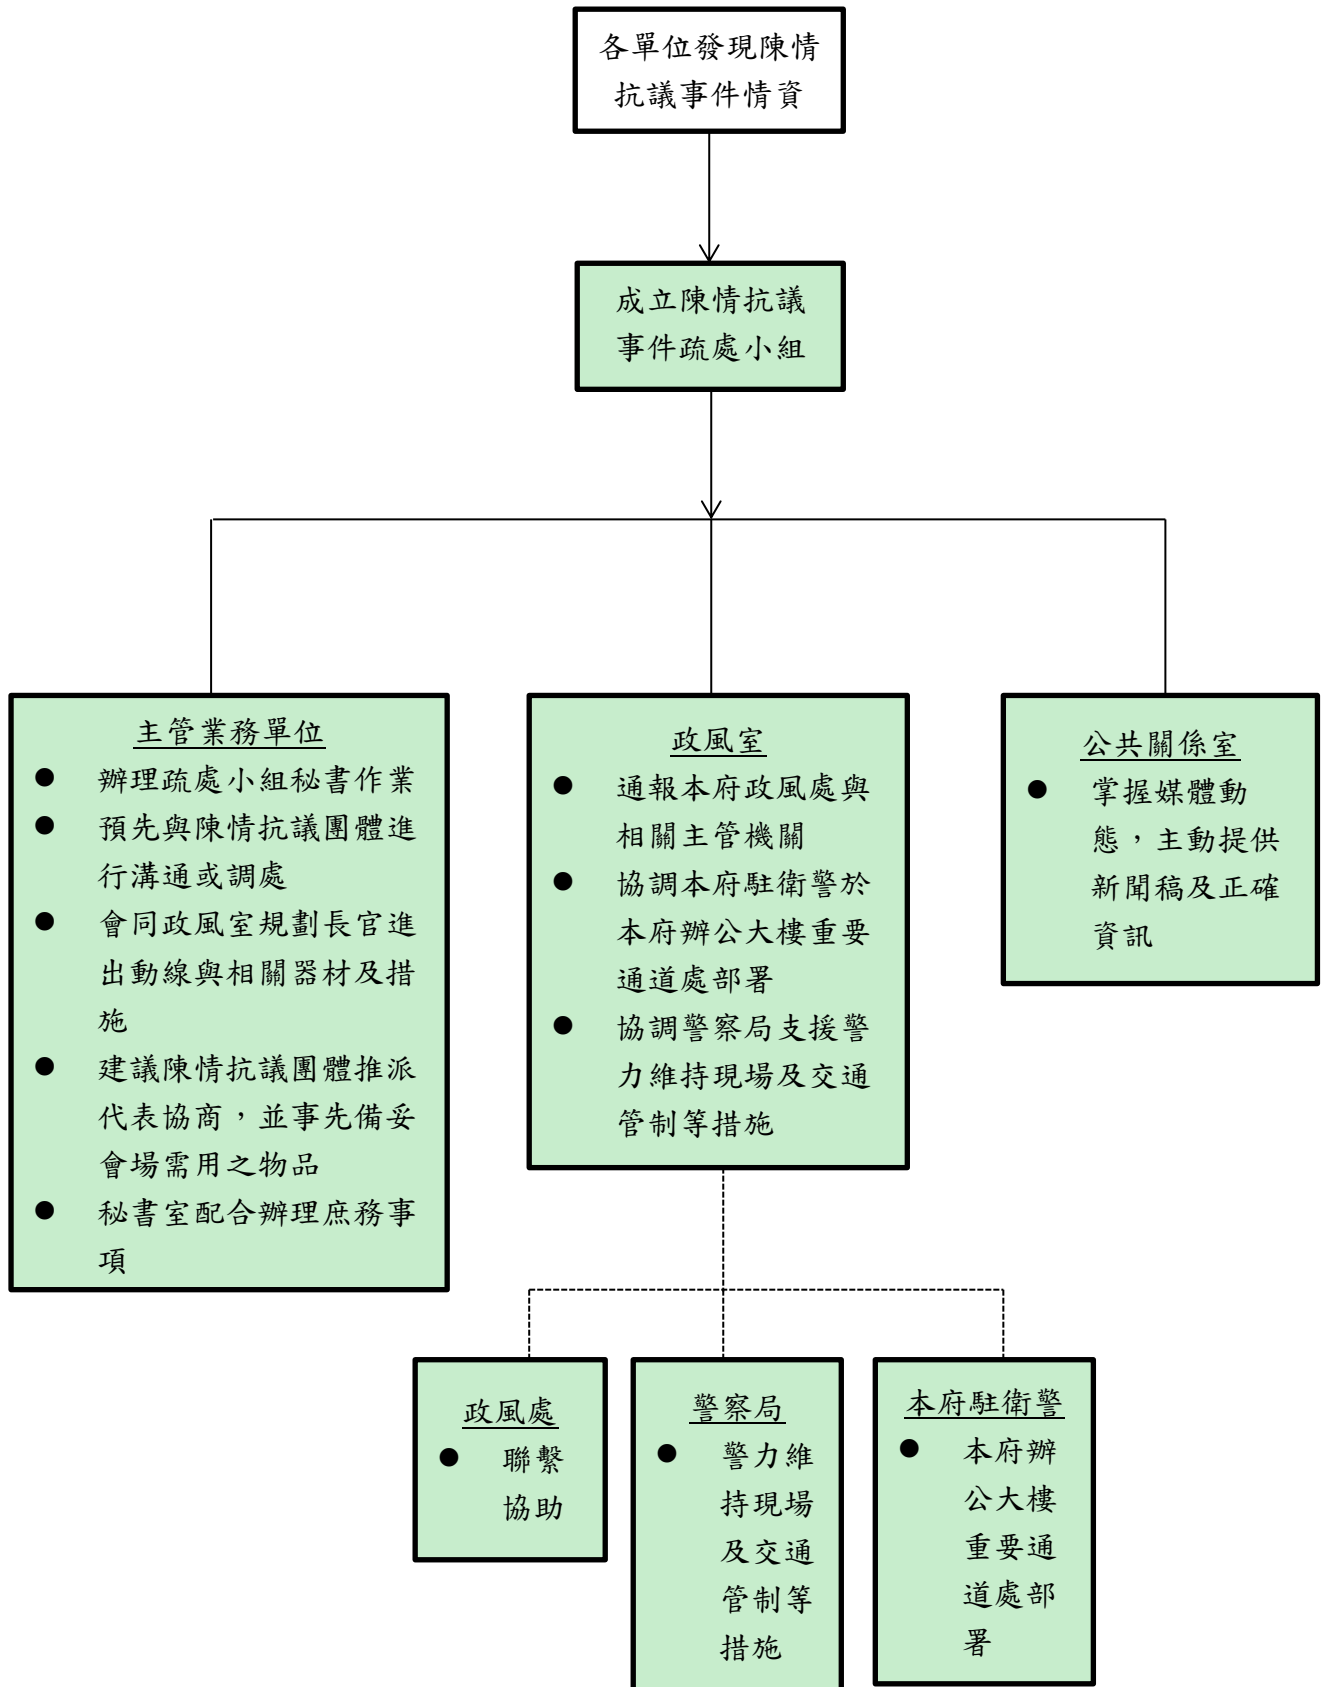 各單位發現陳情
抗議事件情資
成立陳情抗議
事件疏處小組
主管業務單位
● 辦理疏處小組秘書作業
● 預先與陳情抗議團體進
行溝通或調處
● 會同政風室規劃長官進
出動線與相關器材及措
施
● 建議陳情抗議團體推派
代表協商，並事先備妥
會場需用之物品
● 秘書室配合辦理庶務事
項
政風室
● 通報本府政風處與
相關主管機關
● 協調本府駐衛警於
本府辦公大樓重要
通道處部署
● 協調警察局支援警
力維持現場及交通
管制等措施
公共關係室
● 掌握媒體動
態，主動提供
新聞稿及正確
資訊
政風處
● 聯繫
協助
警察局
● 警力維
持現場
及交通
管制等
措施
本府駐衛警
● 本府辦
公大樓
重要通
道處部
署